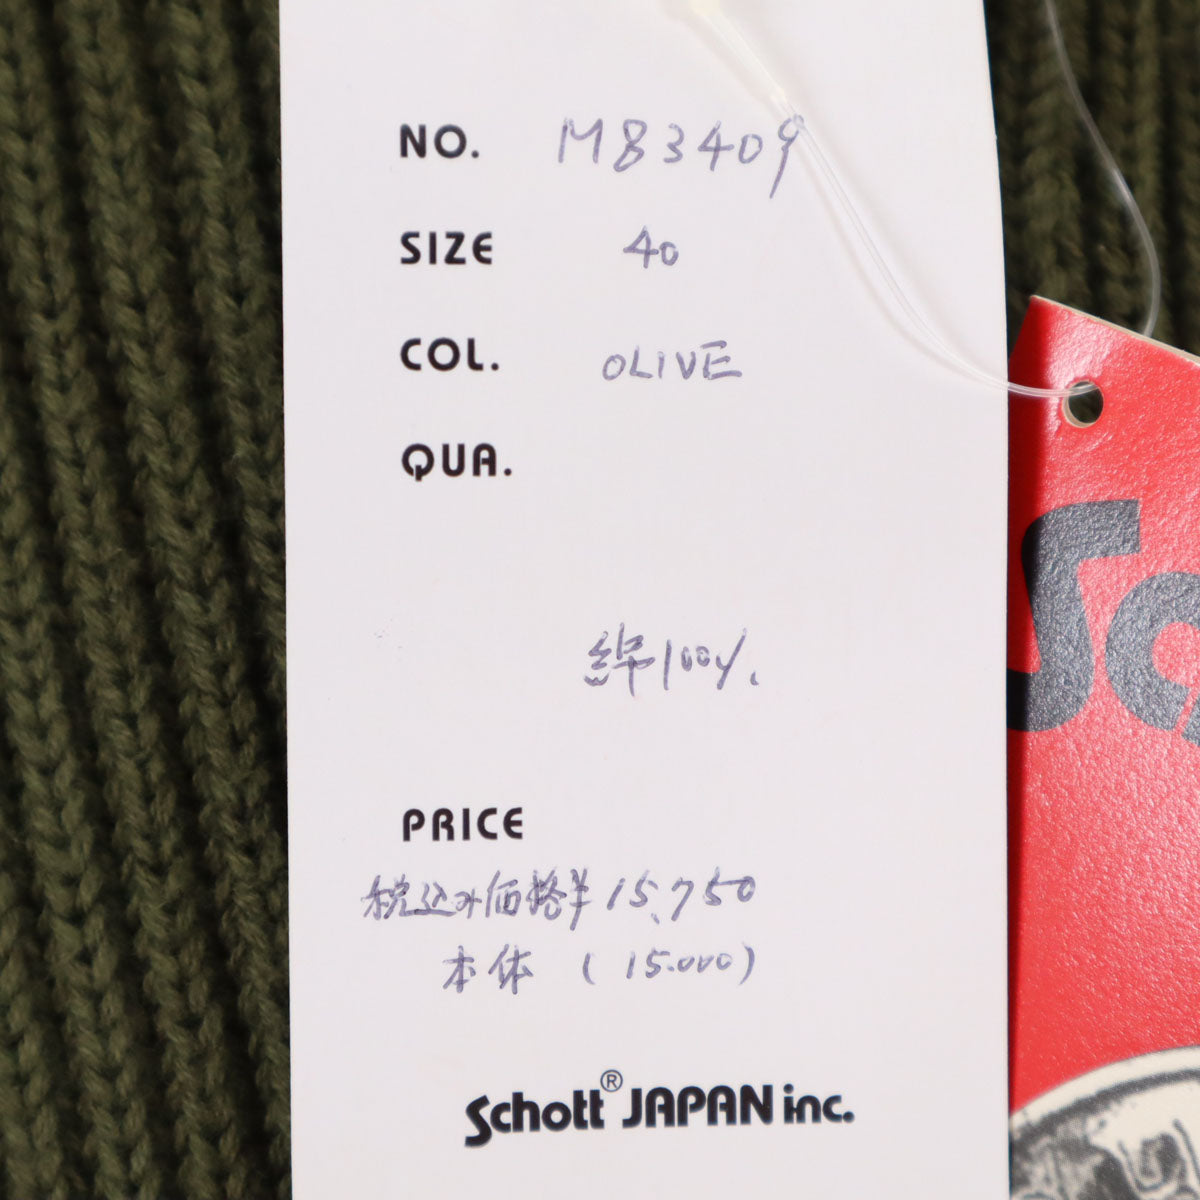 NO. M83409
SIZE 40
COL. OLIVE
QUA.
綿100%
PRICE
税込み価格¥15,750
本体 (15.000)
Schott® JAPAN inc.
Sc